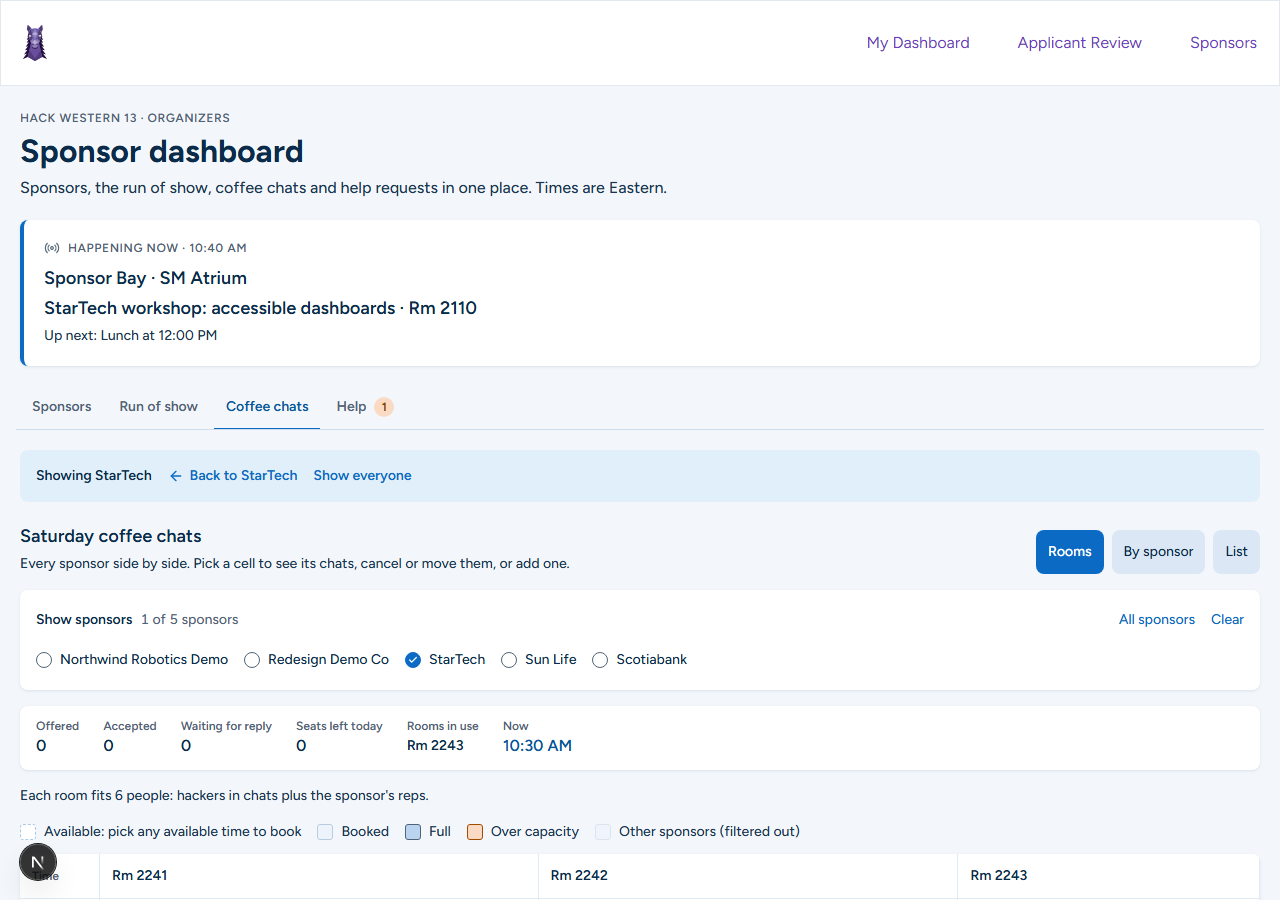 My Dashboard Applicant Review Sponsors
HACK WESTERN 13 · ORGANIZERS
Sponsor dashboard
Sponsors, the run of show, coffee chats and help requests in one place. Times are Eastern.
HAPPENING NOW · 10:40 AM
Sponsor Bay · SM Atrium
StarTech workshop: accessible dashboards · Rm 2110
Up next: Lunch at 12:00 PM
Sponsors Run of show Coffee chats Help 1
Showing StarTech ← Back to StarTech Show everyone
Saturday coffee chats
Every sponsor side by side. Pick a cell to see its chats, cancel or move them, or add one.
Rooms By sponsor List
Show sponsors 1 of 5 sponsors All sponsors Clear
Northwind Robotics Demo Redesign Demo Co StarTech Sun Life Scotiabank
Offered Accepted Waiting for reply Seats left today Rooms in use Now
0 0 0 0 Rm 2243 10:30 AM
Each room fits 6 people: hackers in chats plus the sponsor's reps.
Available: pick any available time to book Booked Full Over capacity Other sponsors (filtered out)
N
Time Rm 2241 Rm 2242 Rm 2243